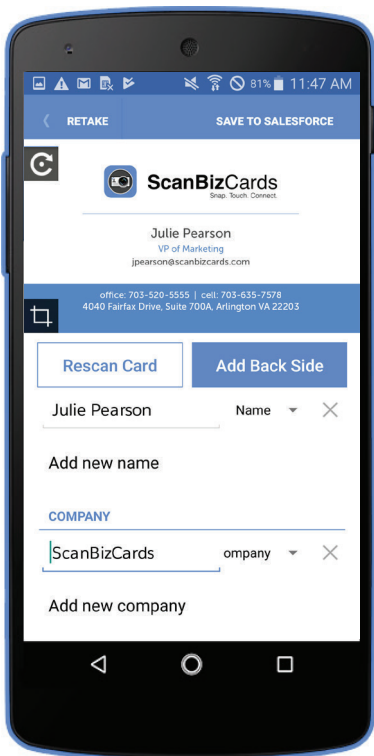 81% 11:47 AM
RETAKE SAVE TO SALESFORCE
ScanBizCards
Snap. Touch. Connect.
Julie Pearson
VP of Marketing
jpearson@scanbizcards.com
office: 703-520-5555 | cell: 703-635-7578
4040 Fairfax Drive, Suite 700A, Arlington VA 22203
Rescan Card Add Back Side
Julie Pearson Name
Add new name
COMPANY
ScanBizCards ompany
Add new company